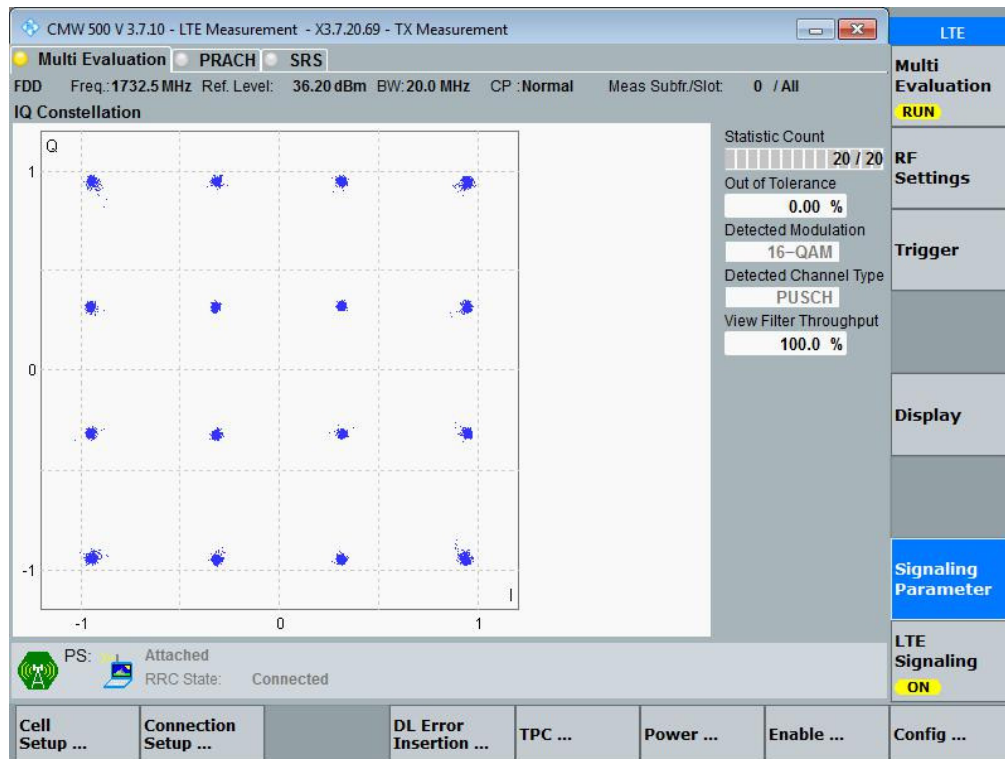 CMW 500 V 3.7.10 - LTE Measurement - X3.7.20.69 - TX Measurement
LTE
Multi Evaluation PRACH SRS
FDD Freq.:1732.5 MHz Ref. Level: 36.20 dBm BW:20.0 MHz CP :Normal Meas Subfr./Slot: 0 / All
IQ Constellation
Q
1
0
-1
-1 0 1
I
Statistic Count
20 / 20
Out of Tolerance
0.00 %
Detected Modulation
16-QAM
Detected Channel Type
PUSCH
View Filter Throughput
100.0 %
Multi
Evaluation
RUN
RF
Settings
Trigger
Display
Signaling
Parameter
LTE
Signaling
ON
PS: Attached
RRC State: Connected
Cell
Setup ...
Connection
Setup ...
DL Error
Insertion ...
TPC ...
Power ...
Enable ...
Config ...